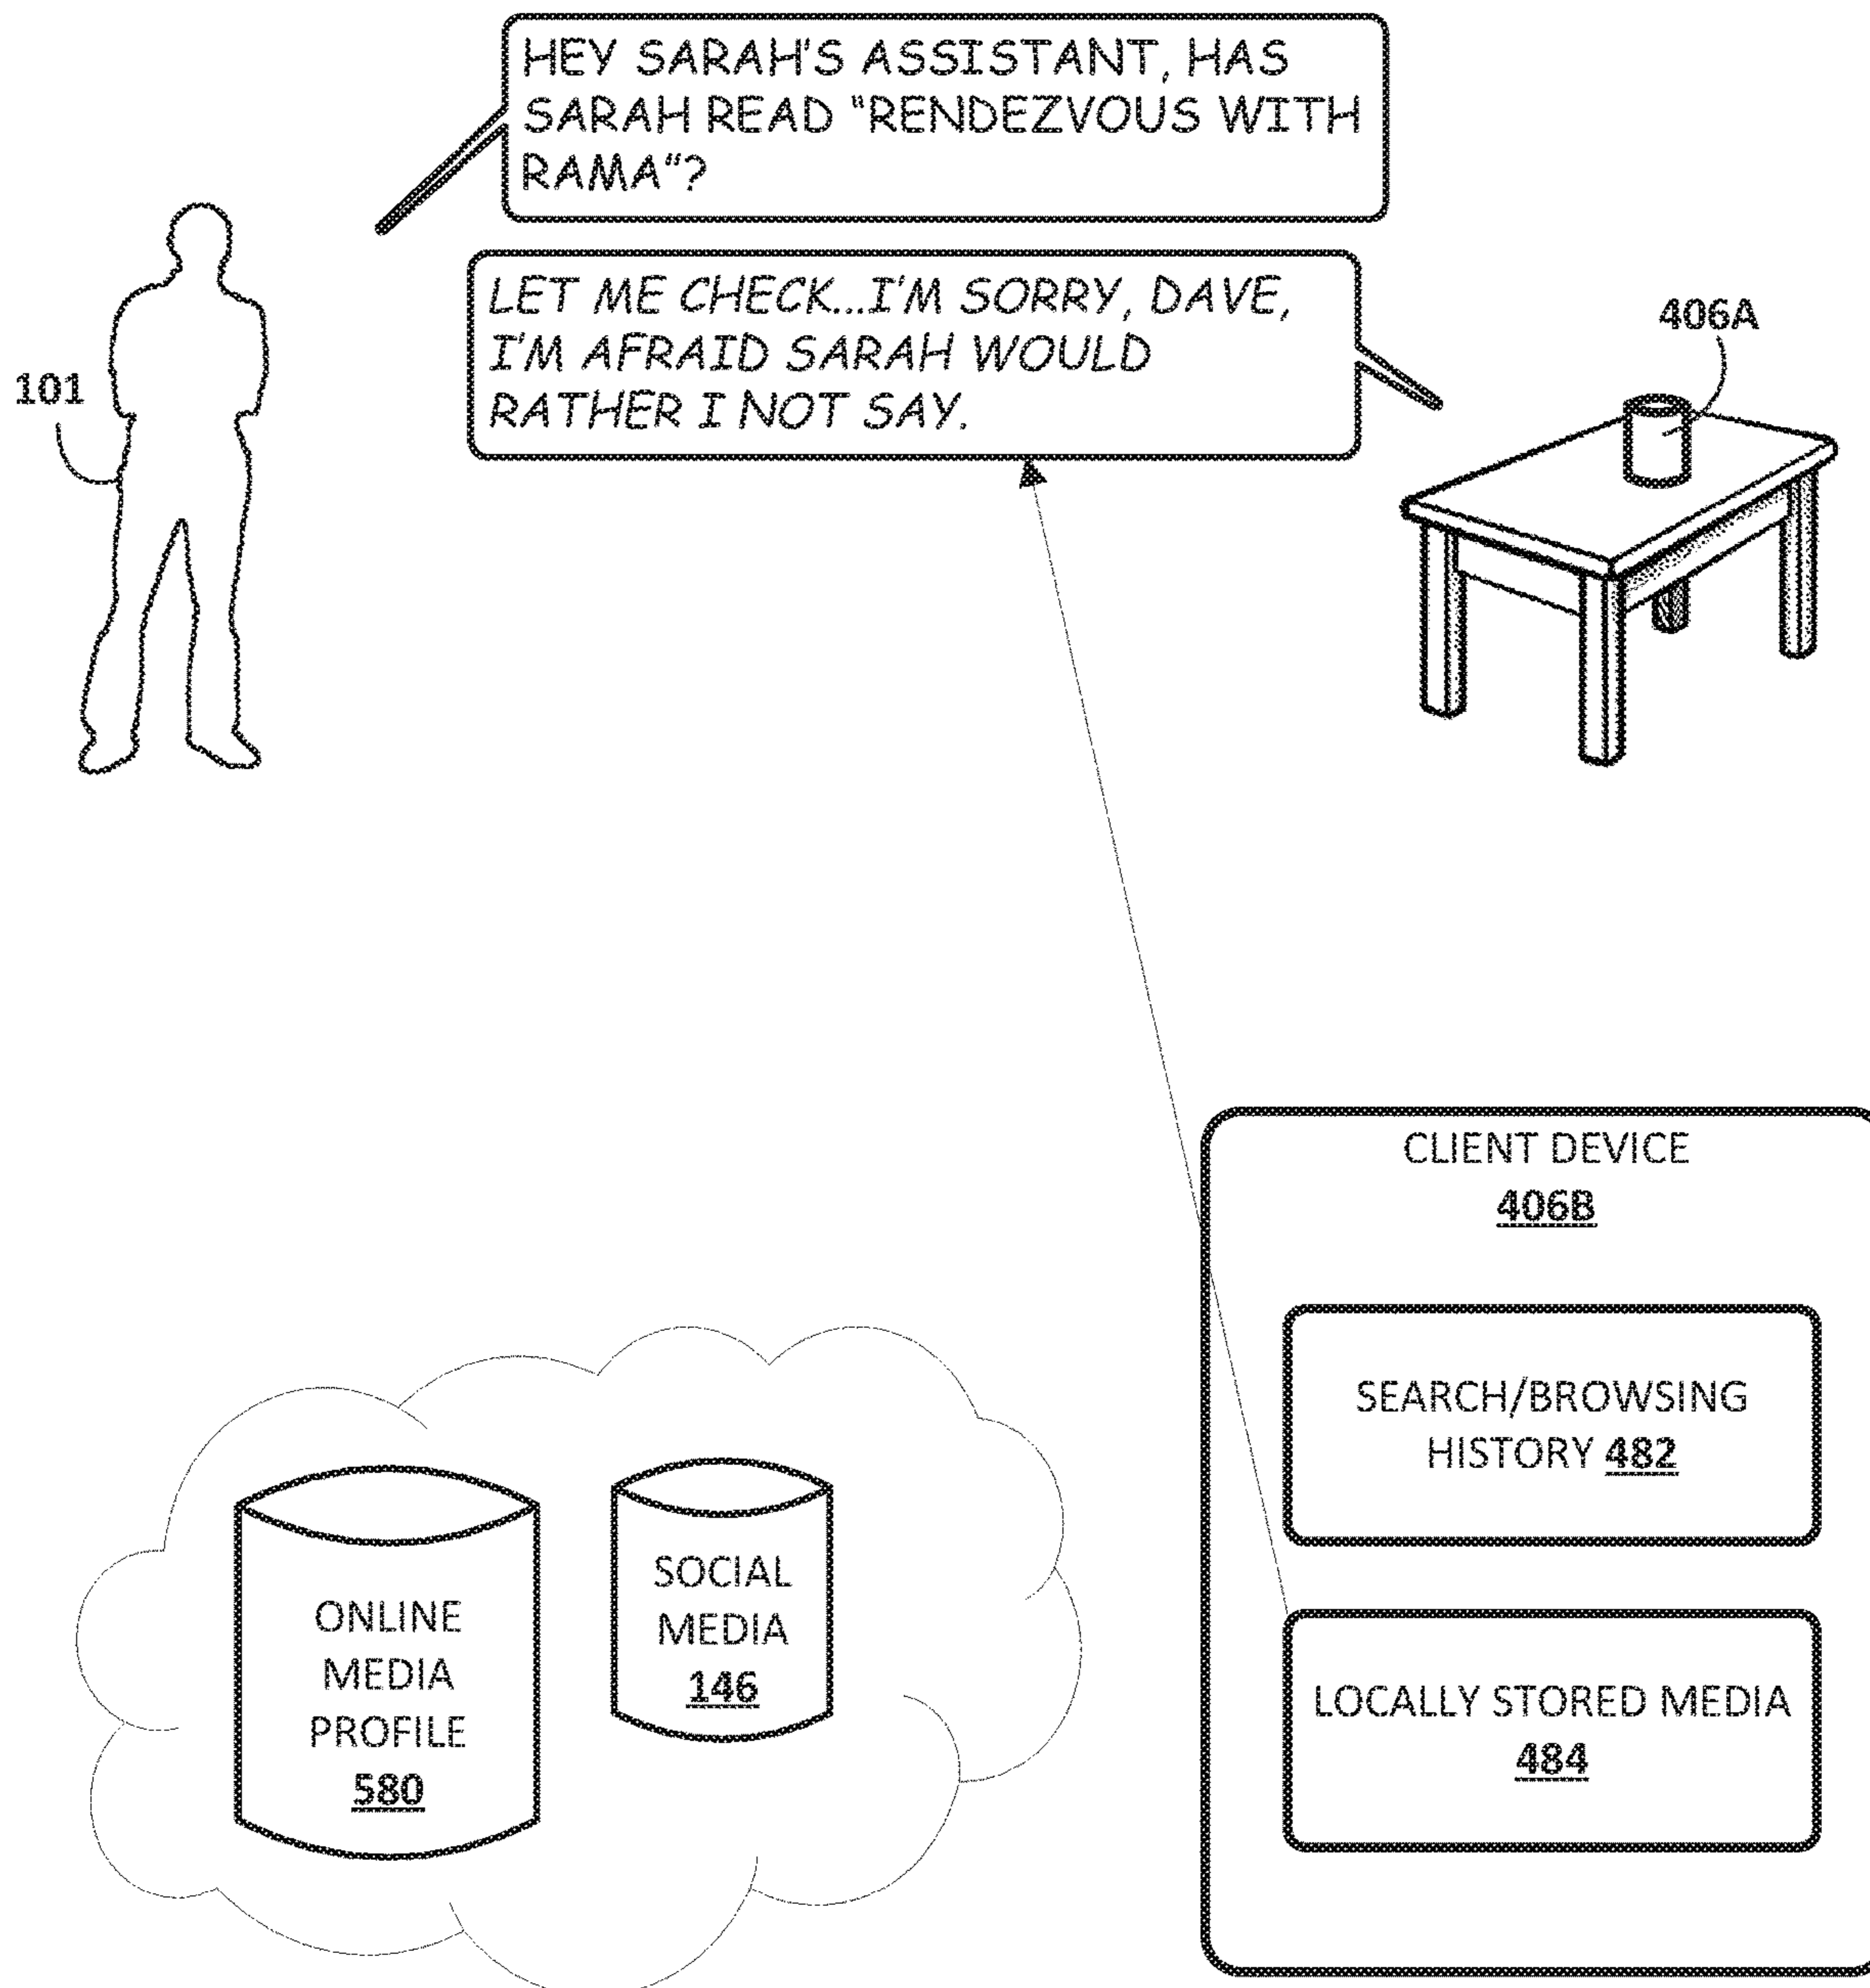 HEY SARAH'S ASSISTANT, HAS
SARAH READ "RENDEZVOUS WITH
RAMA"?
LET ME CHECK...I'M SORRY, DAVE,
I'M AFRAID SARAH WOULD
RATHER I NOT SAY.
406A
101
CLIENT DEVICE
406B
SEARCH/BROWSING
HISTORY 482
LOCALLY STORED MEDIA
484
ONLINE
MEDIA
PROFILE
580
SOCIAL
MEDIA
146